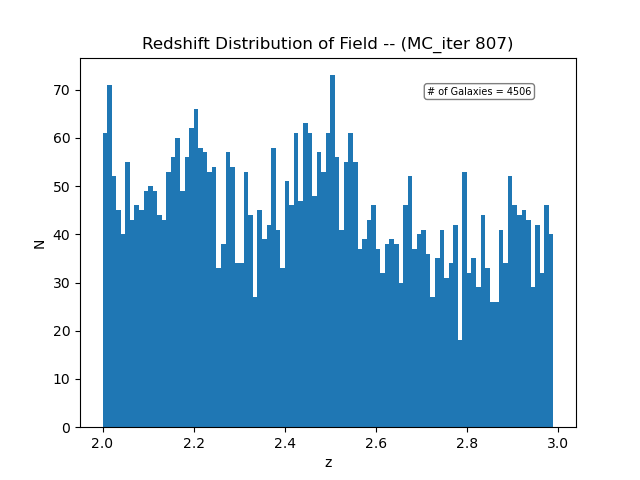 Redshift Distribution of Field -- (MC_iter 807)
# of Galaxies = 4506
N
70
60
50
40
30
20
10
0
2.0 2.2 2.4 2.6 2.8 3.0
z